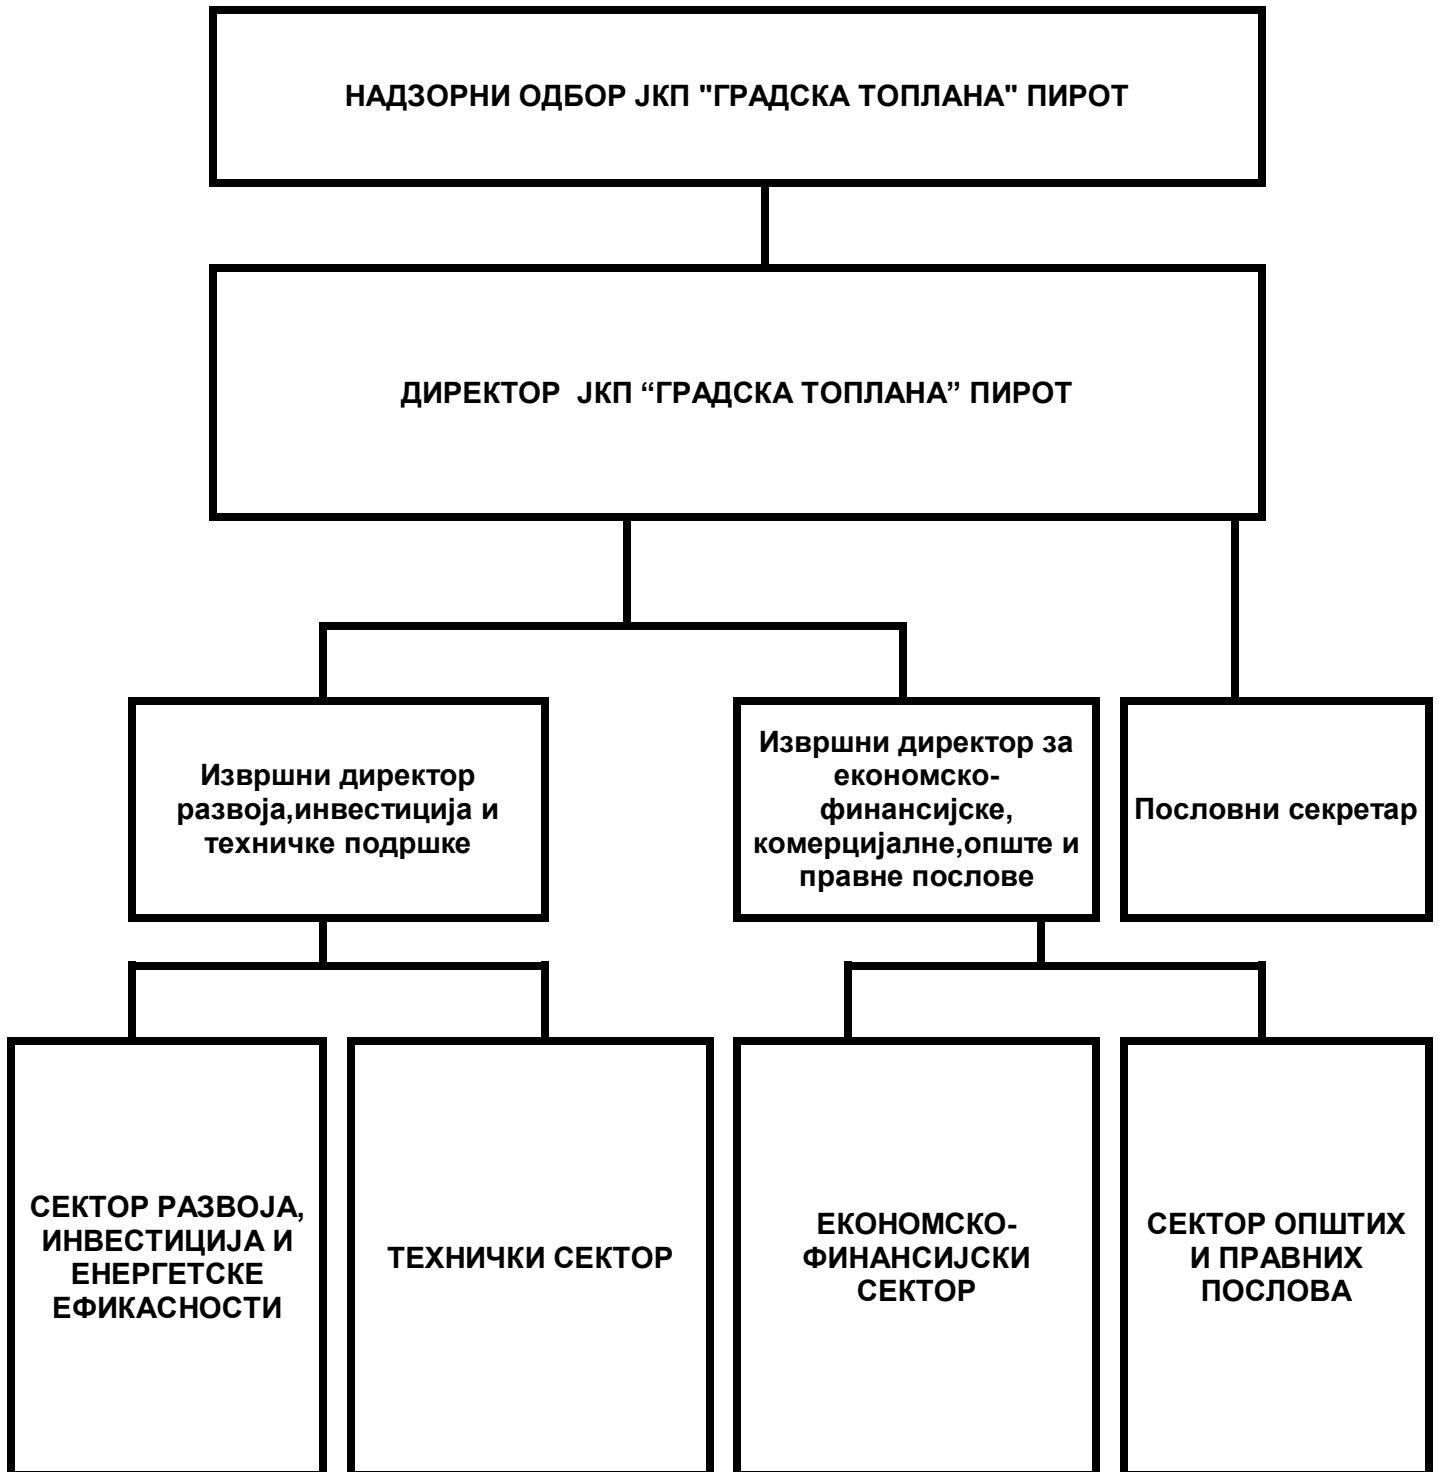 НАДЗОРНИ ОДБОР ЈКП "ГРАДСКА ТОПЛАНА" ПИРОТ
ДИРЕКТОР ЈКП “ГРАДСКА ТОПЛАНА” ПИРОТ
Извршни директор
развоја,инвестиција и
техничке подршке
Извршни директор за
економско-
финансијске,
комерцијалне,опште и
правне послове
Пословни секретар
СЕКТОР РАЗВОЈА,
ИНВЕСТИЦИЈА И
ЕНЕРГЕТСКЕ
ЕФИКАСНОСТИ
ТЕХНИЧКИ СЕКТОР
ЕКОНОМСКО-
ФИНАНСИЈСКИ
СЕКТОР
СЕКТОР ОПШТИХ
И ПРАВНИХ
ПОСЛОВА